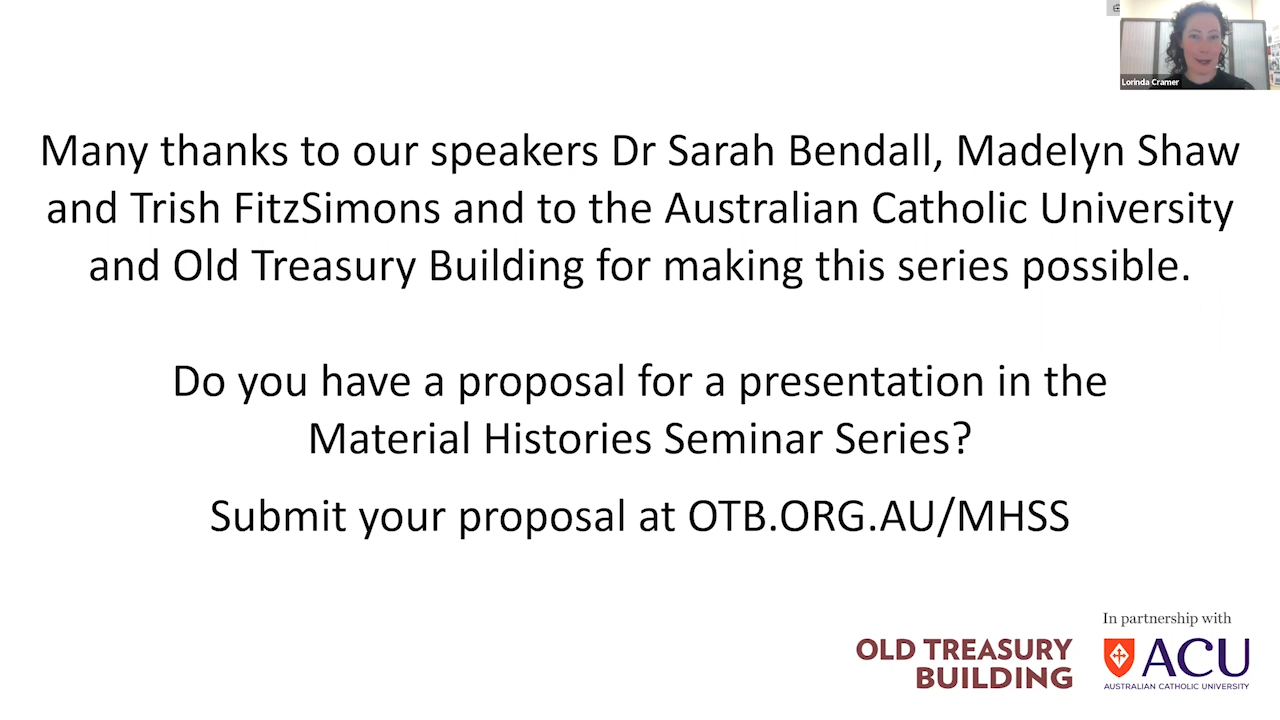 Lorinda Cramer
Many thanks to our speakers Dr Sarah Bendall, Madelyn Shaw
and Trish FitzSimons and to the Australian Catholic University
and Old Treasury Building for making this series possible.
Do you have a proposal for a presentation in the
Material Histories Seminar Series?
Submit your proposal at OTB.ORG.AU/MHSS
In partnership with
OLD TREASURY
BUILDING
ACU
AUSTRALIAN CATHOLIC UNIVERSITY